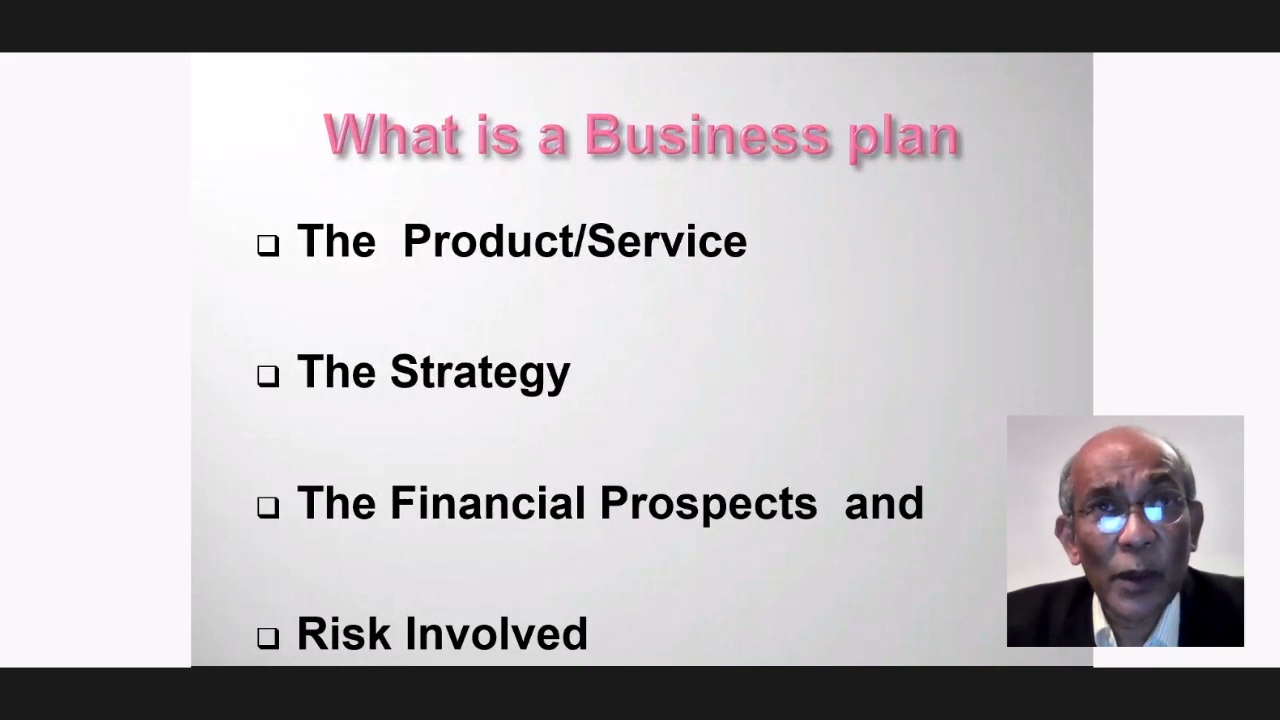 What is a Business plan
❑ The Product/Service
❑ The Strategy
❑ The Financial Prospects and
❑ Risk Involved